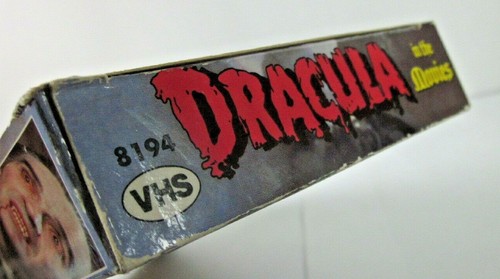 8194
VHS
DRACULA
in the
Movies